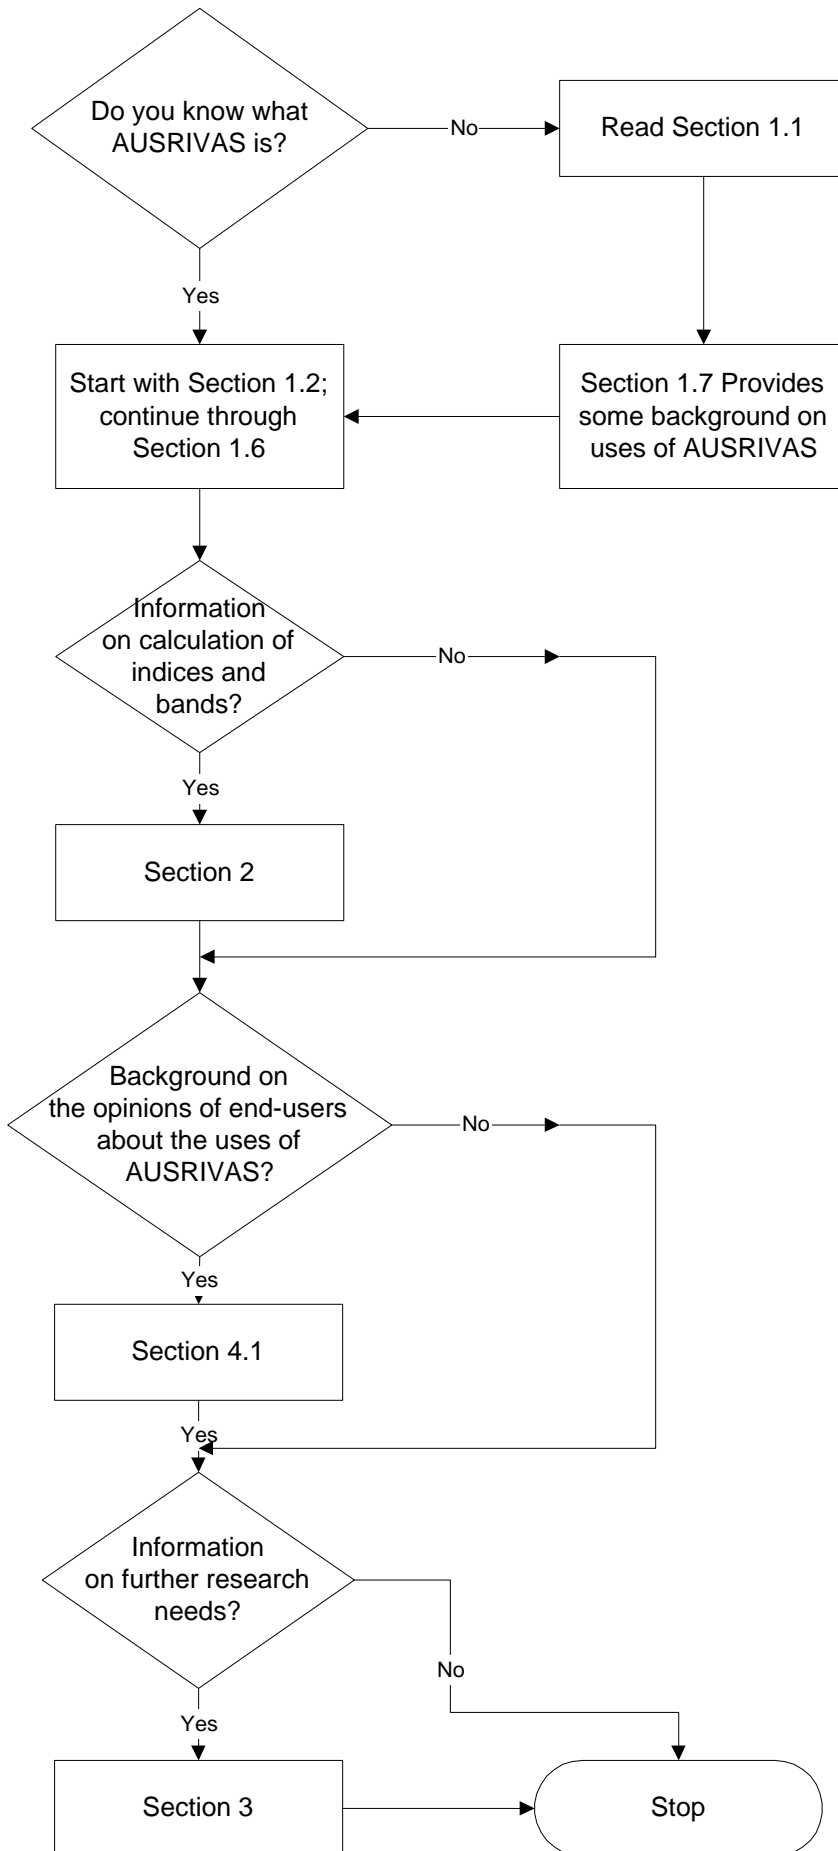 Do you know what
AUSRIVAS is?
No
Read Section 1.1
Yes
Start with Section 1.2;
continue through
Section 1.6
Section 1.7 Provides
some background on
uses of AUSRIVAS
Information
on calculation of
indices and
bands?
No
Yes
Section 2
Background on
the opinions of end-users
about the uses of
AUSRIVAS?
No
Yes
Section 4.1
Yes
Information
on further research
needs?
No
Yes
Section 3
Stop